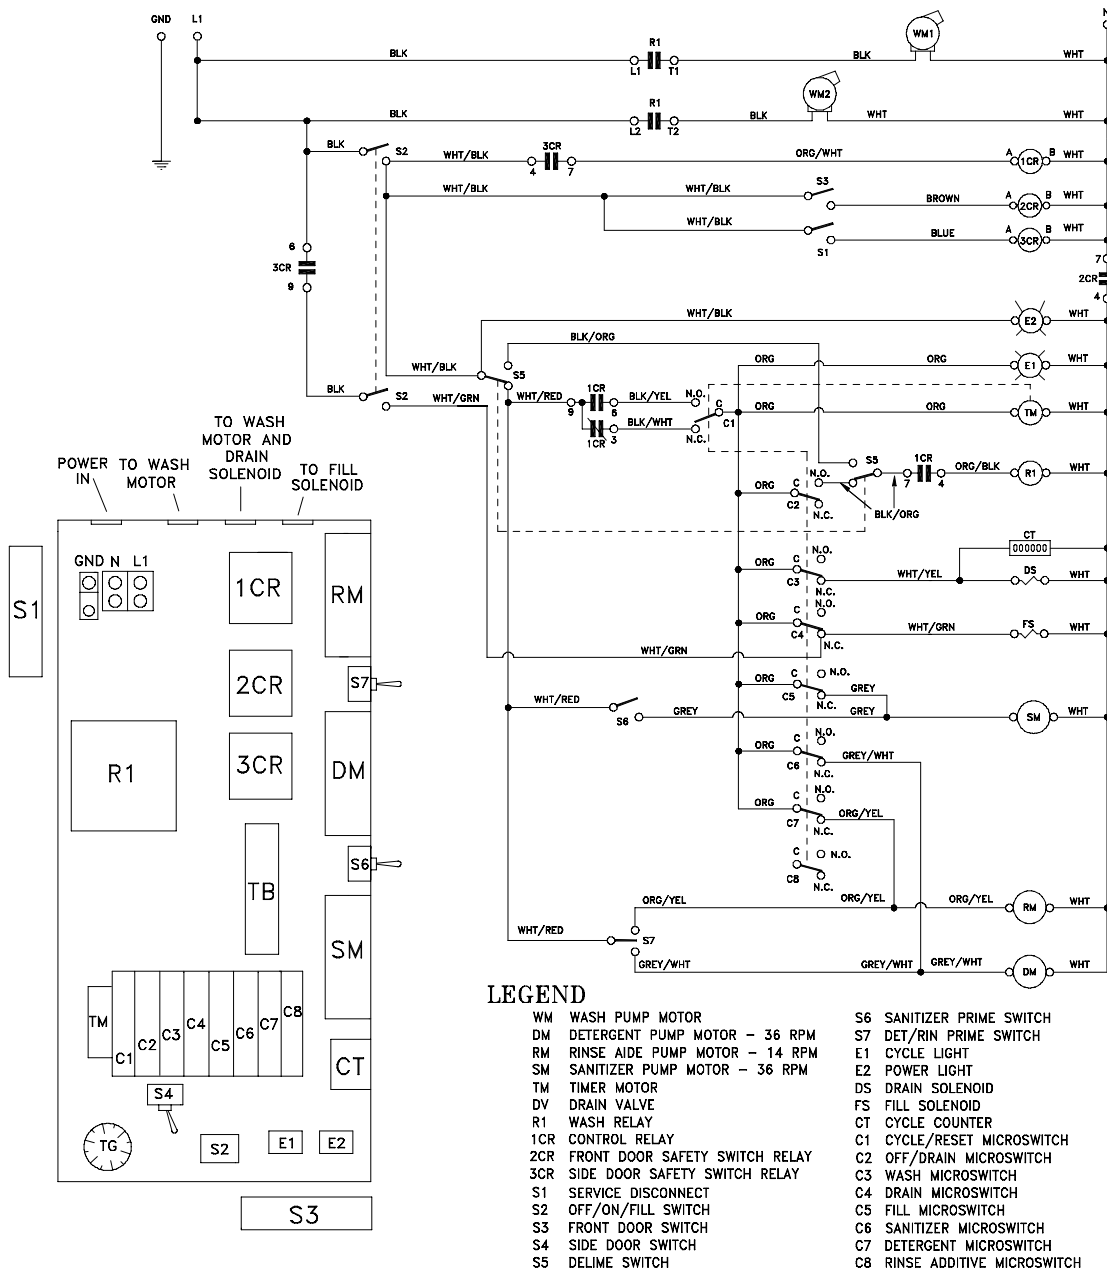 GND L1 N
BLK R1 L1 T1 BLK WM1 WHT
BLK R1 L2 T2 BLK WM2 WHT WHT
BLK S2 WHT/BLK 3CR 4 7 ORG/WHT A 1CR B WHT
WHT/BLK WHT/BLK S3 BROWN A 2CR B WHT
WHT/BLK S1 BLUE A 3CR B WHT
6 3CR 9
7 2CR 4
WHT/BLK E2 WHT
BLK/ORG
WHT/BLK S5 ORG ORG E1 WHT
BLK S2 WHT/GRN
WHT/RED 9 1CR 6 BLK/YEL N.O. C C1 ORG ORG TM WHT
1CR 3 BLK/WHT N.C.
S5 1CR 7 4 ORG/BLK R1 WHT
ORG C N.O. C2 N.C. BLK/ORG
CT 000000
ORG C N.O. C3 N.C. WHT/YEL DS WHT
ORG C N.O. C4 N.C. WHT/GRN FS WHT
WHT/GRN
ORG C N.O. C5 N.C. GREY
WHT/RED S6 GREY GREY SM WHT
ORG C N.O. C6 N.C. GREY/WHT
ORG C N.O. C7 N.C. ORG/YEL
C N.O. C8 N.C.
ORG/YEL ORG/YEL ORG/YEL RM WHT
WHT/RED S7
GREY/WHT GREY/WHT GREY/WHT DM WHT
POWER
IN
TO WASH
MOTOR
TO WASH
MOTOR AND
DRAIN
SOLENOID
TO FILL
SOLENOID
S1
GND N L1
1CR
RM
2CR
S7
R1
3CR
DM
S6
TB
SM
TM C1 C2 C3 C4 C5 C6 C7 C8
CT
S4
TG
S2
E1
E2
S3
LEGEND
WM WASH PUMP MOTOR
DM DETERGENT PUMP MOTOR - 36 RPM
RM RINSE AIDE PUMP MOTOR - 14 RPM
SM SANITIZER PUMP MOTOR - 36 RPM
TM TIMER MOTOR
DV DRAIN VALVE
R1 WASH RELAY
1CR CONTROL RELAY
2CR FRONT DOOR SAFETY SWITCH RELAY
3CR SIDE DOOR SAFETY SWITCH RELAY
S1 SERVICE DISCONNECT
S2 OFF/ON/FILL SWITCH
S3 FRONT DOOR SWITCH
S4 SIDE DOOR SWITCH
S5 DELIME SWITCH
S6 SANITIZER PRIME SWITCH
S7 DET/RIN PRIME SWITCH
E1 CYCLE LIGHT
E2 POWER LIGHT
DS DRAIN SOLENOID
FS FILL SOLENOID
CT CYCLE COUNTER
C1 CYCLE/RESET MICROSWITCH
C2 OFF/DRAIN MICROSWITCH
C3 WASH MICROSWITCH
C4 DRAIN MICROSWITCH
C5 FILL MICROSWITCH
C6 SANITIZER MICROSWITCH
C7 DETERGENT MICROSWITCH
C8 RINSE ADDITIVE MICROSWITCH